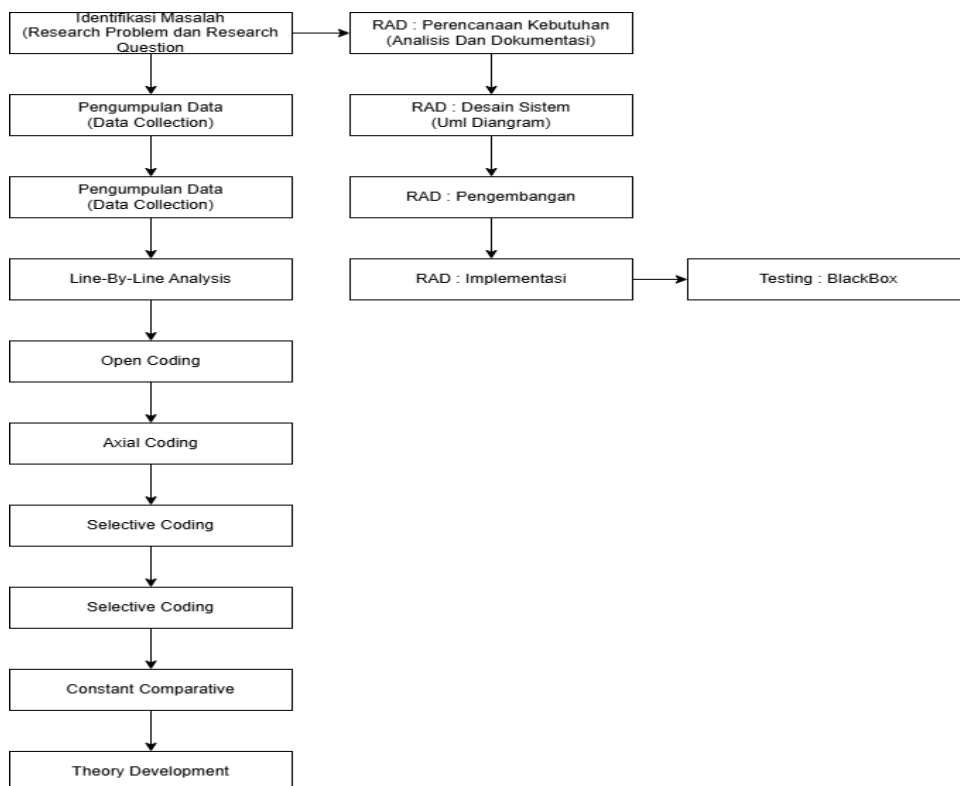 Identifikasi Masalah
(Research Problem dan Research
Question
Pengumpulan Data
(Data Collection)
Pengumpulan Data
(Data Collection)
Line-By-Line Analysis
Open Coding
Axial Coding
Selective Coding
Selective Coding
Constant Comparative
Theory Development
RAD : Perencanaan Kebutuhan
(Analisis Dan Dokumentasi)
RAD : Desain Sistem
(Uml Diangram)
RAD : Pengembangan
RAD : Implementasi
Testing : BlackBox